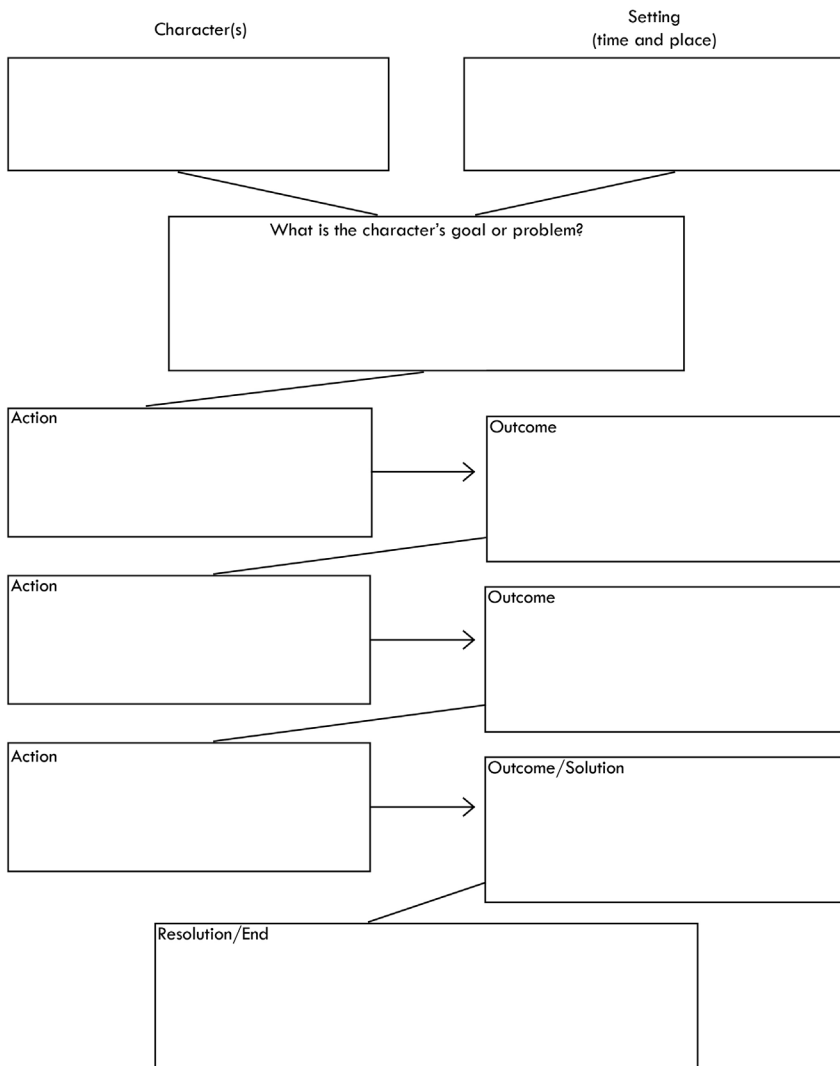 Character(s)
Setting
(time and place)
What is the character's goal or problem?
Action
Outcome
Action
Outcome
Action
Outcome/Solution
Resolution/End